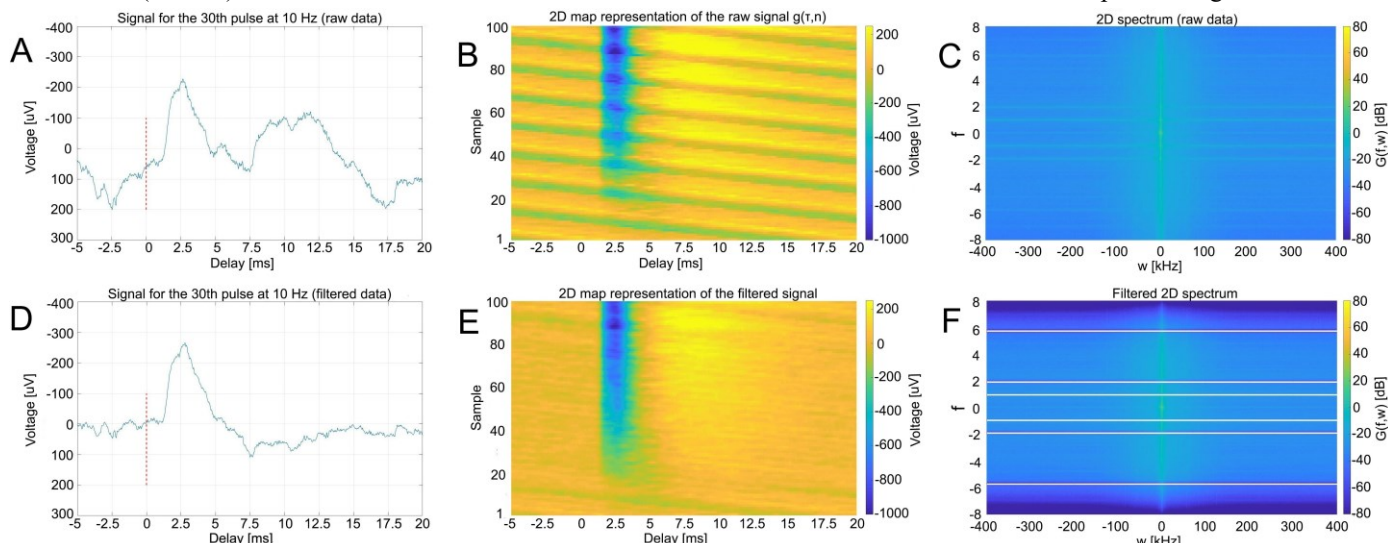 A
Signal for the 30th pulse at 10 Hz (raw data)
-400
-300
-200
-100
0
100
200
300
Voltage [uV]
-5 -2.5 0 2.5 5 7.5 10 12.5 15 17.5 20
Delay [ms]
B
2D map representation of the raw signal g(τ,n)
100
80
60
40
20
1
Sample
-5 -2.5 0 2.5 5 7.5 10 12.5 15 17.5 20
Delay [ms]
200
0
-200
-400
-600
-800
-1000
Voltage [uV]
C
2D spectrum (raw data)
8
6
4
2
0
-2
-4
-6
-8
f
-400 -300 -200 -100 0 100 200 300 400
w [kHz]
80
60
40
20
0
-20
-40
-60
-80
G(f,w) [dB]
D
Signal for the 30th pulse at 10 Hz (filtered data)
-400
-300
-200
-100
0
100
200
300
Voltage [uV]
-5 -2.5 0 2.5 5 7.5 10 12.5 15 17.5 20
Delay [ms]
E
2D map representation of the filtered signal
100
80
60
40
20
1
Sample
-5 -2.5 0 2.5 5 7.5 10 12.5 15 17.5 20
Delay [ms]
200
0
-200
-400
-600
-800
-1000
Voltage [uV]
F
Filtered 2D spectrum
8
6
4
2
0
-2
-4
-6
-8
f
-400 -300 -200 -100 0 100 200 300 400
w [kHz]
80
60
40
20
0
-20
-40
-60
-80
G(f,w) [dB]